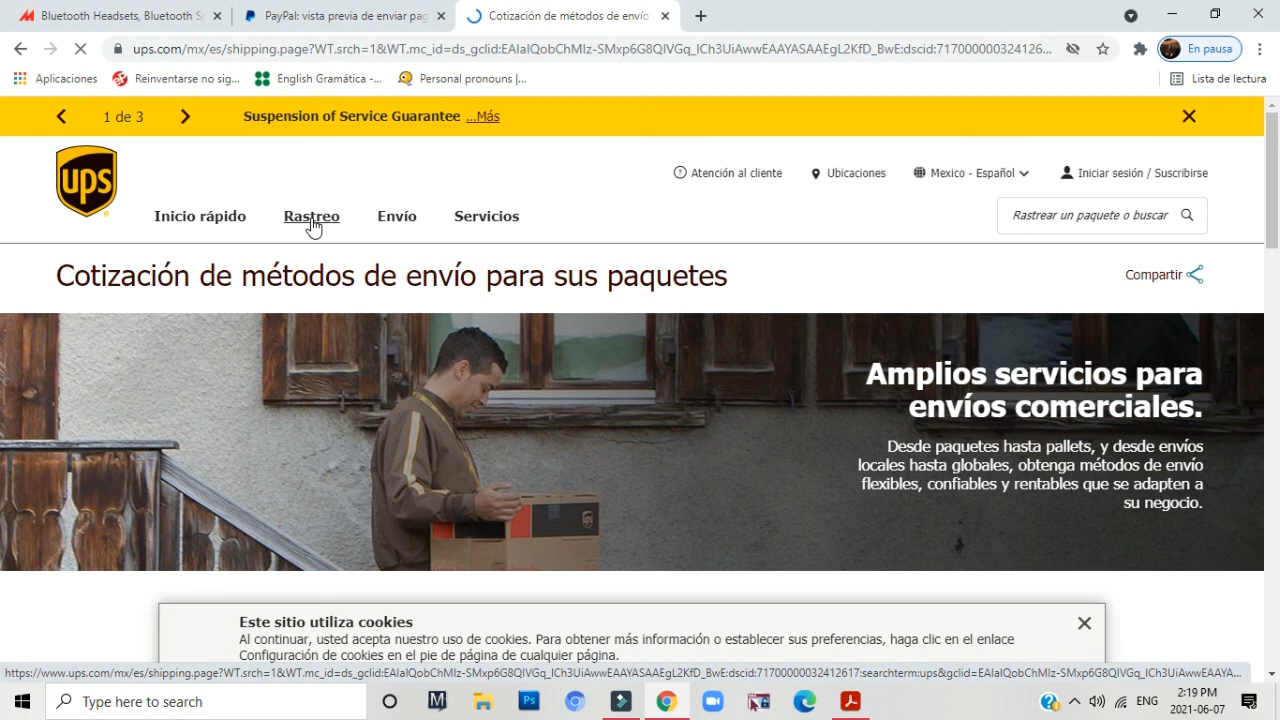 Bluetooth Headsets, Bluetooth S
PayPal: vista previa de enviar pag
Cotización de métodos de envío
ups.com/mx/es/shipping.page?WT.srch=1&WT.mc_id=ds_gclid:EAIaIQobChMIz-SMxp6G8QIVGq_ICh3UiAwwEAAYASAAEgL2KfD_BwE:dscid:717000000324126...
En pausa
Aplicaciones
Reinventarse no sig...
English Gramática -...
Personal pronouns |...
Lista de lectura
1 de 3
Suspension of Service Guarantee ...Más
ups
Atención al cliente
Ubicaciones
Mexico - Español
Iniciar sesión / Suscribirse
Inicio rápido
Rastreo
Envío
Servicios
Rastrear un paquete o buscar
Cotización de métodos de envío para sus paquetes
Compartir
Amplios servicios para
envíos comerciales.
Desde paquetes hasta pallets, y desde envíos
locales hasta globales, obtenga métodos de envío
flexibles, confiables y rentables que se adapten a
su negocio.
Este sitio utiliza cookies
Al continuar, usted acepta nuestro uso de cookies. Para obtener más información o establecer sus preferencias, haga clic en el enlace
Configuración de cookies en el pie de página de cualquier página.
https://www.ups.com/mx/es/shipping.page?WT.srch=1&WT.mc_id=ds_gclid:EAIaIQobChMIz-SMxp6G8QIVGq_ICh3UiAwwEAAYASAAEgL2KfD_BwE:dscid:71700000032412617:searchterm:ups&gclid=EAIaIQobChMIz-SMxp6G8QIVGq_ICh3UiAwwEAAYA...
Type here to search
ENG
2:19 PM
2021-06-07